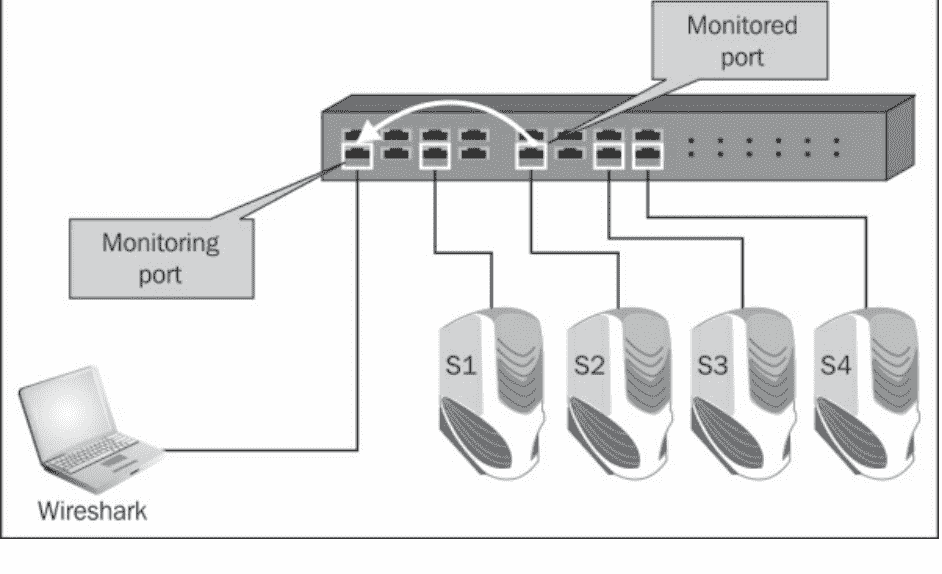 Monitored
port
Monitoring
port
S1
S2
S3
S4
Wireshark